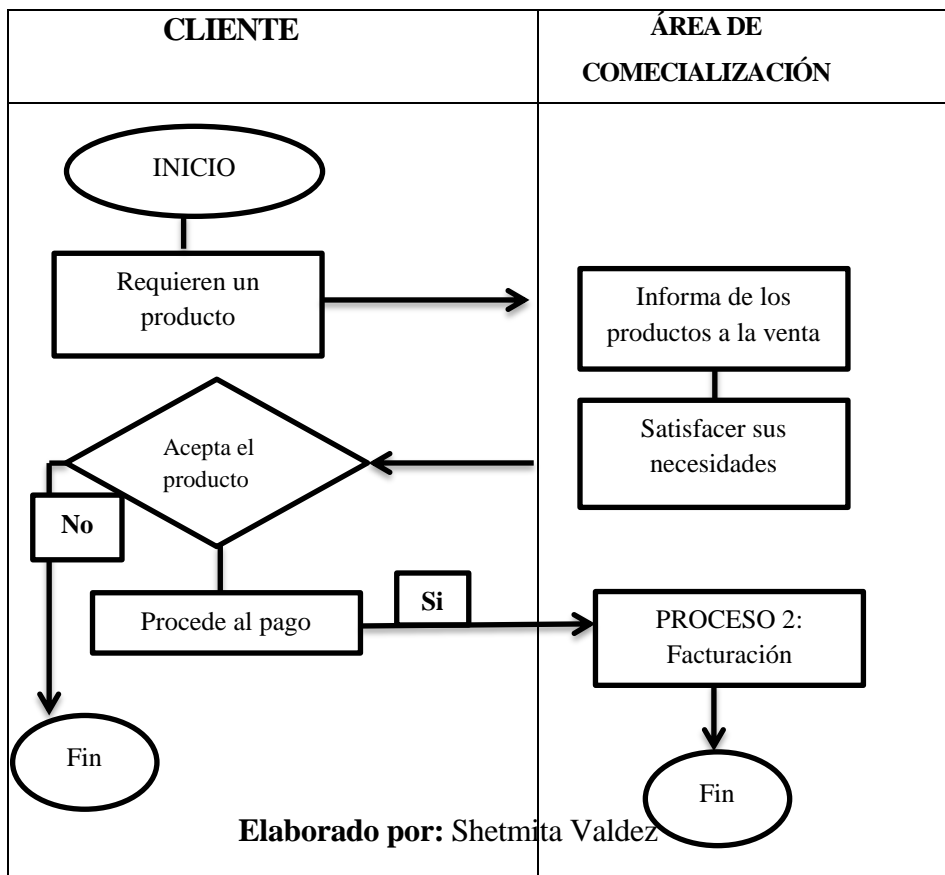 CLIENTE
ÁREA DE
COMECIALIZACIÓN
INICIO
Requieren un
producto
Informa de los
productos a la venta
Satisfacer sus
necesidades
Acepta el
producto
No
Si
Procede al pago
PROCESO 2:
Facturación
Fin
Fin
Elaborado por: Shetmita Valdez